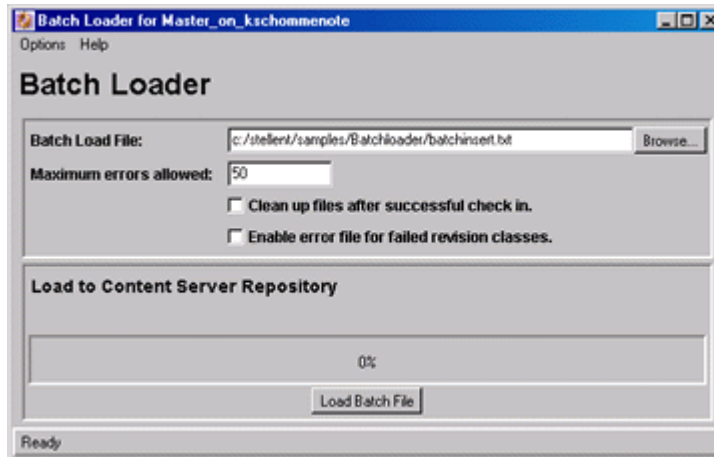 Batch Loader for Master_on_kschommenote
Options Help
Batch Loader
Batch Load File: c:/stellent/samples/Batchloader/batchinsert.txt Browse...
Maximum errors allowed: 50
Clean up files after successful check in.
Enable error file for failed revision classes.
Load to Content Server Repository
0%
Load Batch File
Ready